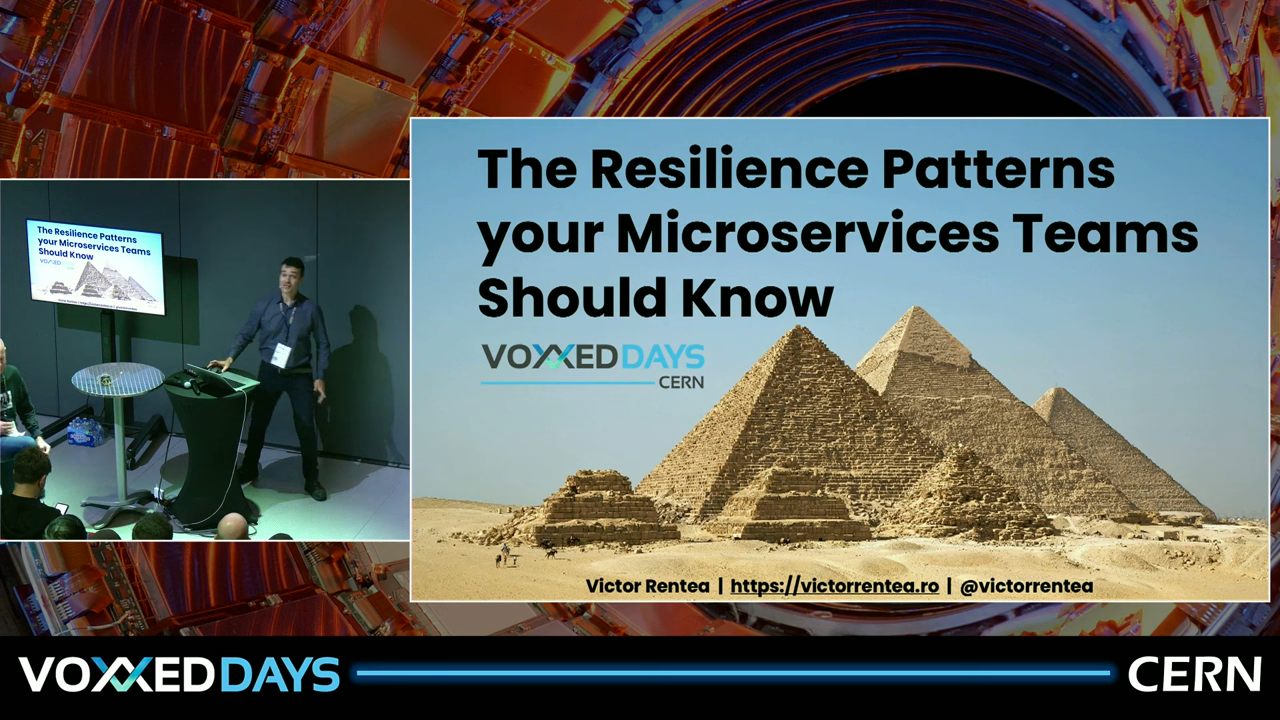 The Resilience Patterns
your Microservices Teams
Should Know
VOXXED DAYS
CERN
Victor Rentea | https://victorrentea.ro | @victorrentea
The Resilience Patterns
your Microservices Teams
Should Know
VOXXED DAYS CERN